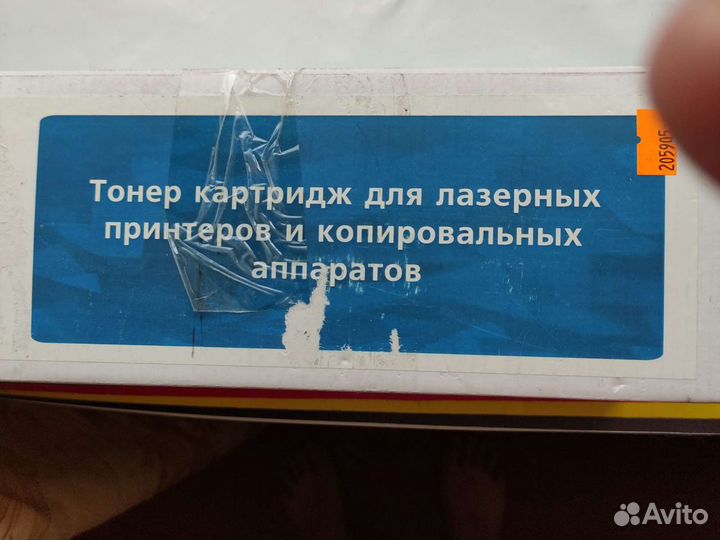 Тонер картридж для лазерных
принтеров и копировальных
аппаратов
205905
Avito